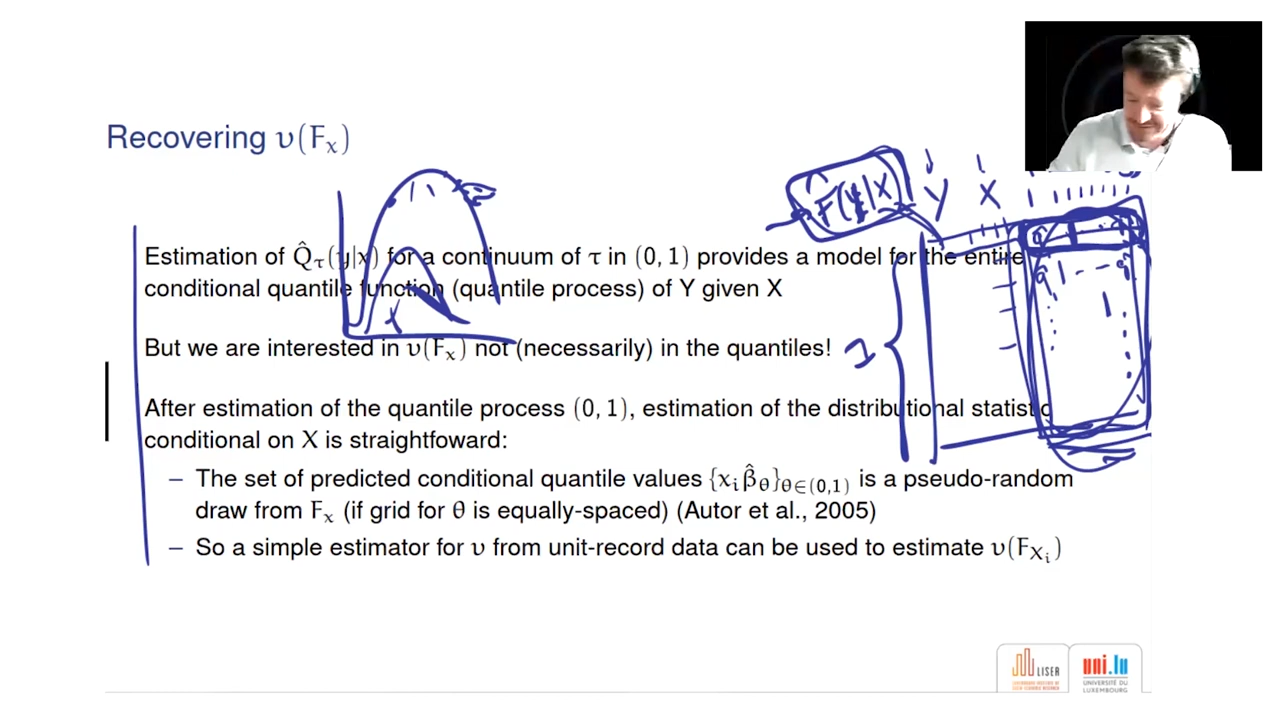 Recovering υ(Fₓ)
F̂(y|X
Y X
Estimation of Q̂τ(y|x) for a continuum of τ in (0, 1) provides a model for the entire
conditional quantile function (quantile process) of Y given X
But we are interested in υ(Fₓ) not (necessarily) in the quantiles!
After estimation of the quantile process (0, 1), estimation of the distributional statistic
conditional on X is straightfoward:
– The set of predicted conditional quantile values {xᵢβ̂θ}θ∈(0,1) is a pseudo-random
draw from Fₓ (if grid for θ is equally-spaced) (Autor et al., 2005)
– So a simple estimator for υ from unit-record data can be used to estimate υ(F_Xᵢ)
LISER
uni.lu
UNIVERSITÉ DU
LUXEMBOURG